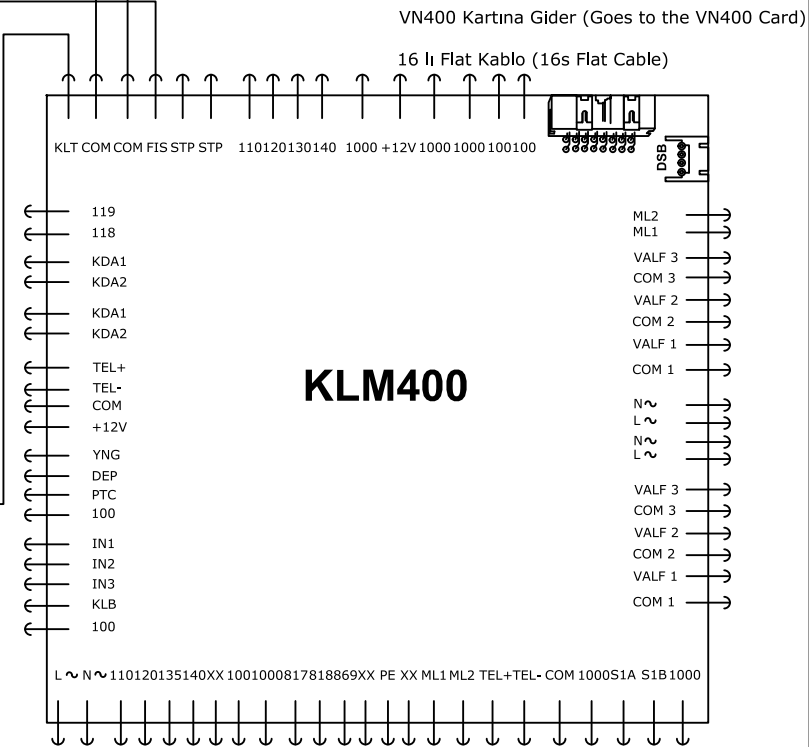 VN400 Kartına Gider (Goes to the VN400 Card)
16 lı Flat Kablo (16s Flat Cable)
KLT COM COM FIS STP STP 110120130140 1000 +12V 1000 1000 100100
DSB
119
118
KDA1
KDA2
KDA1
KDA2
TEL+
TEL-
COM
+12V
YNG
DEP
PTC
100
IN1
IN2
IN3
KLB
100
KLM400
ML2
ML1
VALF 3
COM 3
VALF 2
COM 2
VALF 1
COM 1
N~
L~
N~
L~
VALF 3
COM 3
VALF 2
COM 2
VALF 1
COM 1
L ~ N ~ 110120135140XX 1001000817818869XX PE XX ML1 ML2 TEL+TEL- COM 1000S1A S1B1000